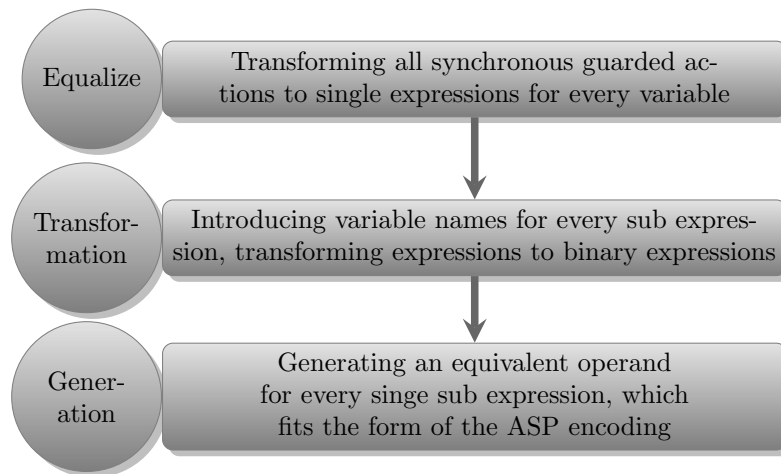 Equalize
Transforming all synchronous guarded ac-
tions to single expressions for every variable
Transfor-
mation
Introducing variable names for every sub expres-
sion, transforming expressions to binary expressions
Gener-
ation
Generating an equivalent operand
for every singe sub expression, which
fits the form of the ASP encoding